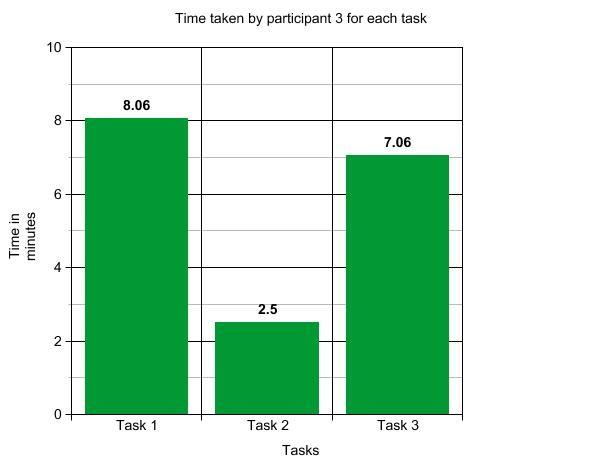 Time taken by participant 3 for each task
10
8.06
8
7.06
6
Time in
minutes
4
2.5
2
0
Task 1 Task 2 Task 3
Tasks